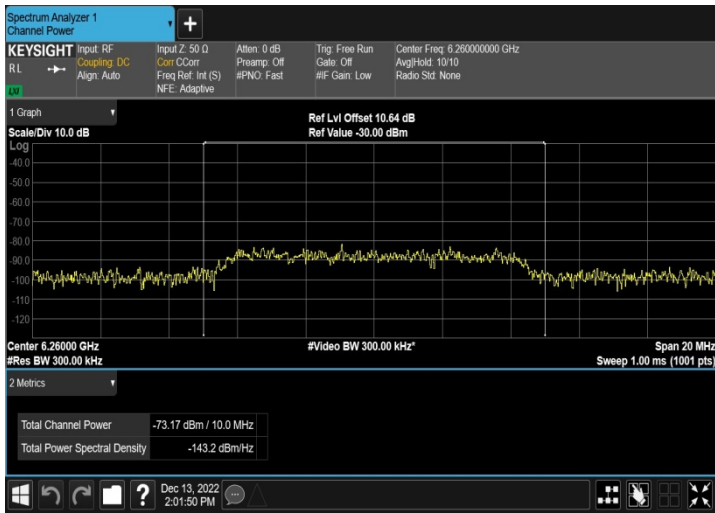 Spectrum Analyzer 1
Channel Power
KEYSIGHT
RL
LXI
Input: RF
Coupling: DC
Align: Auto
Input Z: 50 Ω
Corr CCorr
Freq Ref: Int (S)
NFE: Adaptive
Atten: 0 dB
Preamp: Off
#PNO: Fast
Trig: Free Run
Gate: Off
#IF Gain: Low
Center Freq: 6.260000000 GHz
Avg|Hold: 10/10
Radio Std: None
1 Graph
Scale/Div 10.0 dB
Ref Lvl Offset 10.64 dB
Ref Value -30.00 dBm
Log
-40.0
-50.0
-60.0
-70.0
-80.0
-90.0
-100
-110
-120
Center 6.26000 GHz
#Video BW 300.00 kHz*
Span 20 MHz
#Res BW 300.00 kHz
Sweep 1.00 ms (1001 pts)
2 Metrics
Total Channel Power -73.17 dBm / 10.0 MHz
Total Power Spectral Density -143.2 dBm/Hz
?
Dec 13, 2022
2:01:50 PM